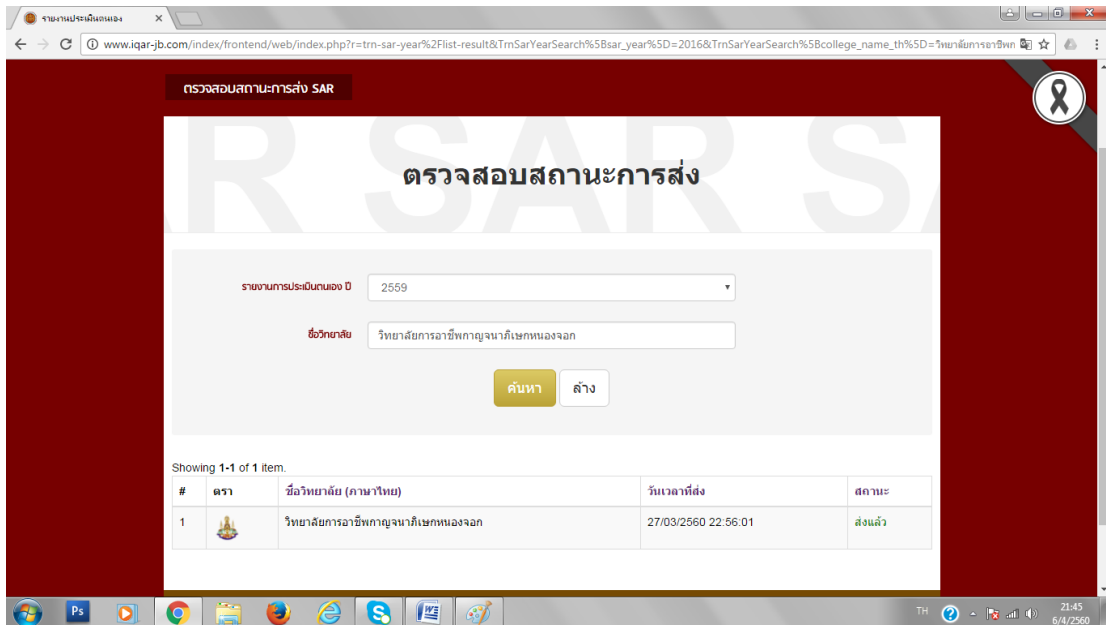 รายงานประเมินตนเอง
www.iqar-jb.com/index/frontend/web/index.php?r=trn-sar-year%2Flist-result&TrnSarYearSearch%5Bsar_year%5D=2016&TrnSarYearSearch%5Bcollege_name_th%5D=วิทยาลัยการอาชีพก
ตรวจสอบสถานะการส่ง SAR
AR SAR SA
ตรวจสอบสถานะการส่ง
รายงานการประเมินตนเอง ปี 2559
ชื่อวิทยาลัย วิทยาลัยการอาชีพกาญจนาภิเษกหนองจอก
ค้นหา ล้าง
Showing 1-1 of 1 item.
# ตรา ชื่อวิทยาลัย (ภาษาไทย) วันเวลาที่ส่ง สถานะ
1 วิทยาลัยการอาชีพกาญจนาภิเษกหนองจอก 27/03/2560 22:56:01 ส่งแล้ว
Ps TH 21:45
6/4/2560